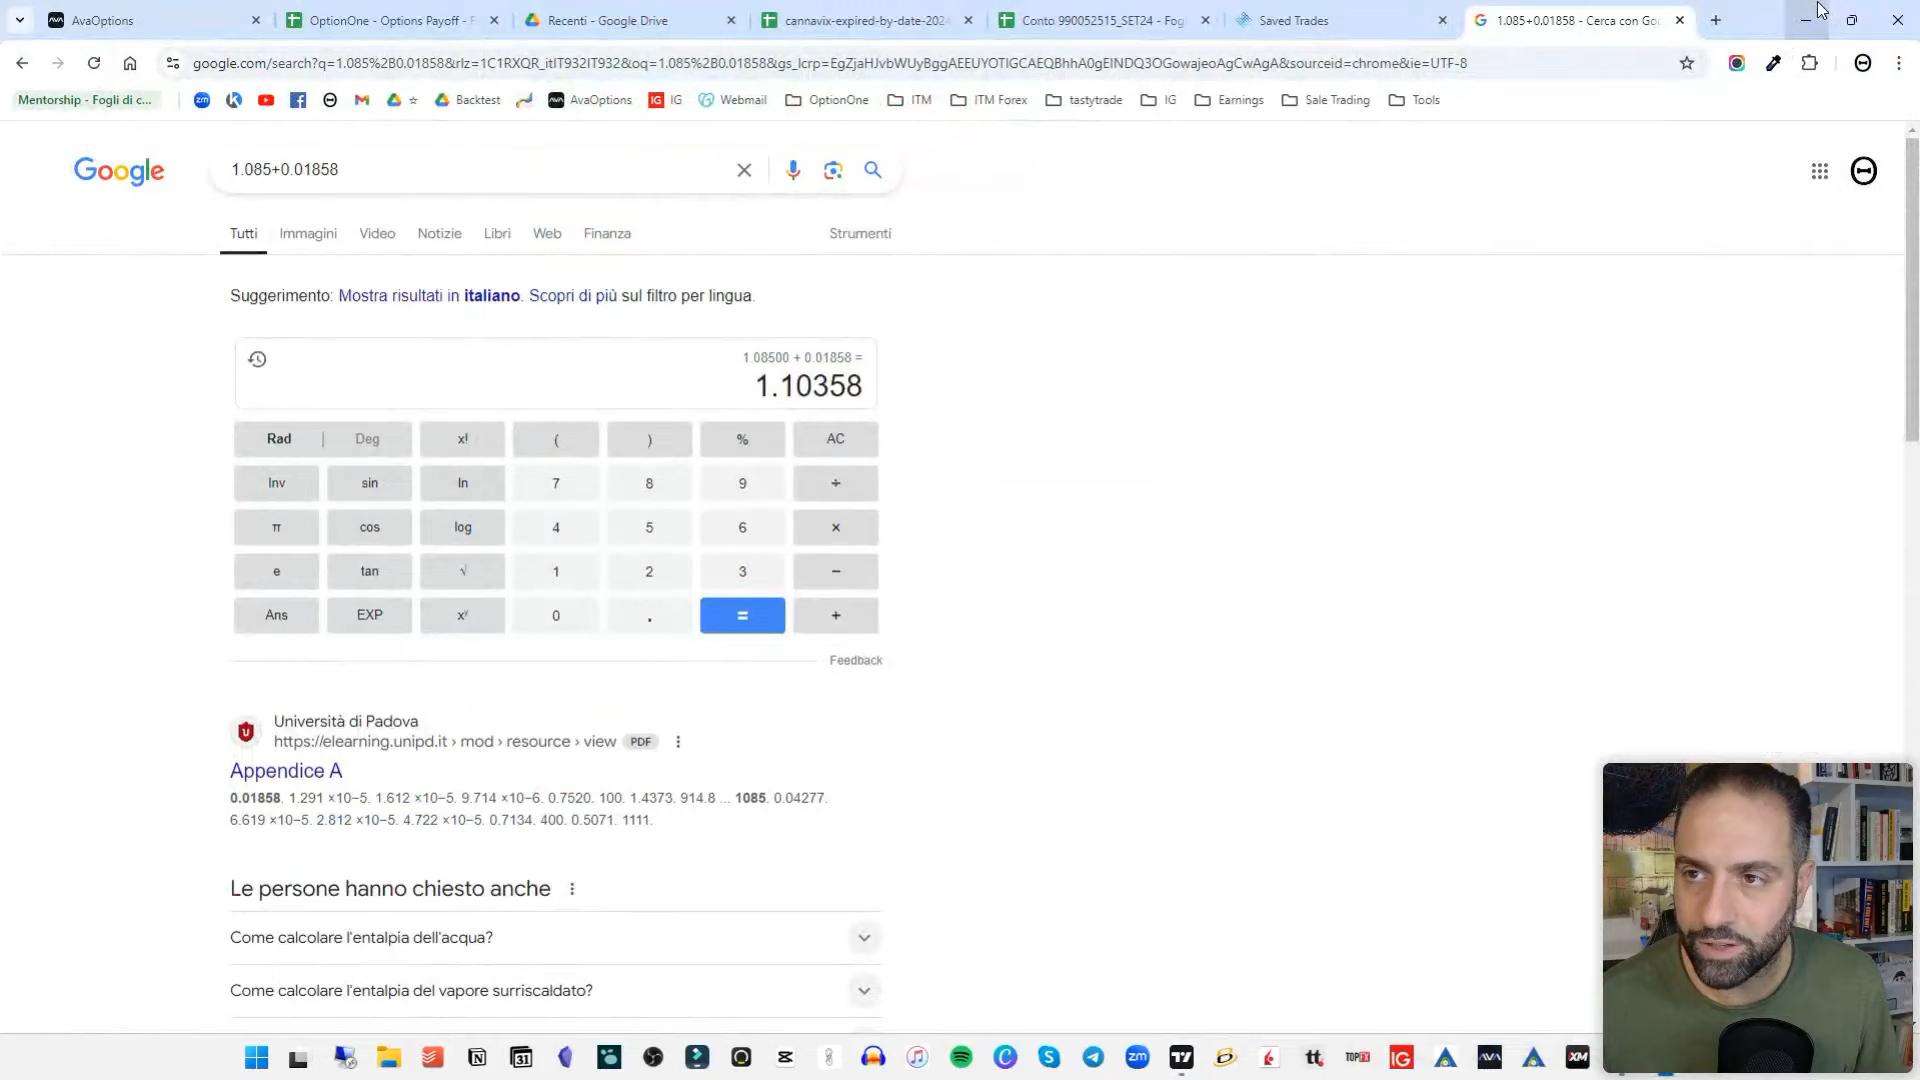 AvaOptions
OptionOne - Options Payoff - F
Recenti - Google Drive
cannavix-expired-by-date-2024
Conto 990052515_SET24 - Fog
Saved Trades
1.085+0.01858 - Cerca con Goo
google.com/search?q=1.085%2B0.01858&rlz=1C1RXQR_itIT932IT932&oq=1.085%2B0.01858&gs_lcrp=EgZjaHJvbWUyBggAEEUYOTIGCAEQBhhA0gEINDQ3OGowajeoAgCwAgA&sourceid=chrome&ie=UTF-8
Mentorship - Fogli di c...
Backtest
AvaOptions
IG
Webmail
OptionOne
ITM
ITM Forex
tastytrade
IG
Earnings
Sale Trading
Tools
Google
1.085+0.01858
Tutti
Immagini
Video
Notizie
Libri
Web
Finanza
Strumenti
Suggerimento: Mostra risultati in italiano. Scopri di più sul filtro per lingua.
1.08500 + 0.01858 =
1.10358
Rad | Deg x! ( ) % AC
Inv sin ln 7 8 9 ÷
π cos log 4 5 6 ×
e tan √ 1 2 3 −
Ans EXP xʸ 0 . = +
Feedback
Università di Padova
https://elearning.unipd.it › mod › resource › view PDF
Appendice A
0.01858. 1.291 ×10−5. 1.612 ×10−5. 9.714 ×10−6. 0.7520. 100. 1.4373. 914.8 ... 1085. 0.04277.
6.619 ×10−5. 2.812 ×10−5. 4.722 ×10−5. 0.7134. 400. 0.5071. 1111.
Le persone hanno chiesto anche
Come calcolare l'entalpia dell'acqua?
Come calcolare l'entalpia del vapore surriscaldato?
31
zm
tt
TOPFX
IG
AVA
XM